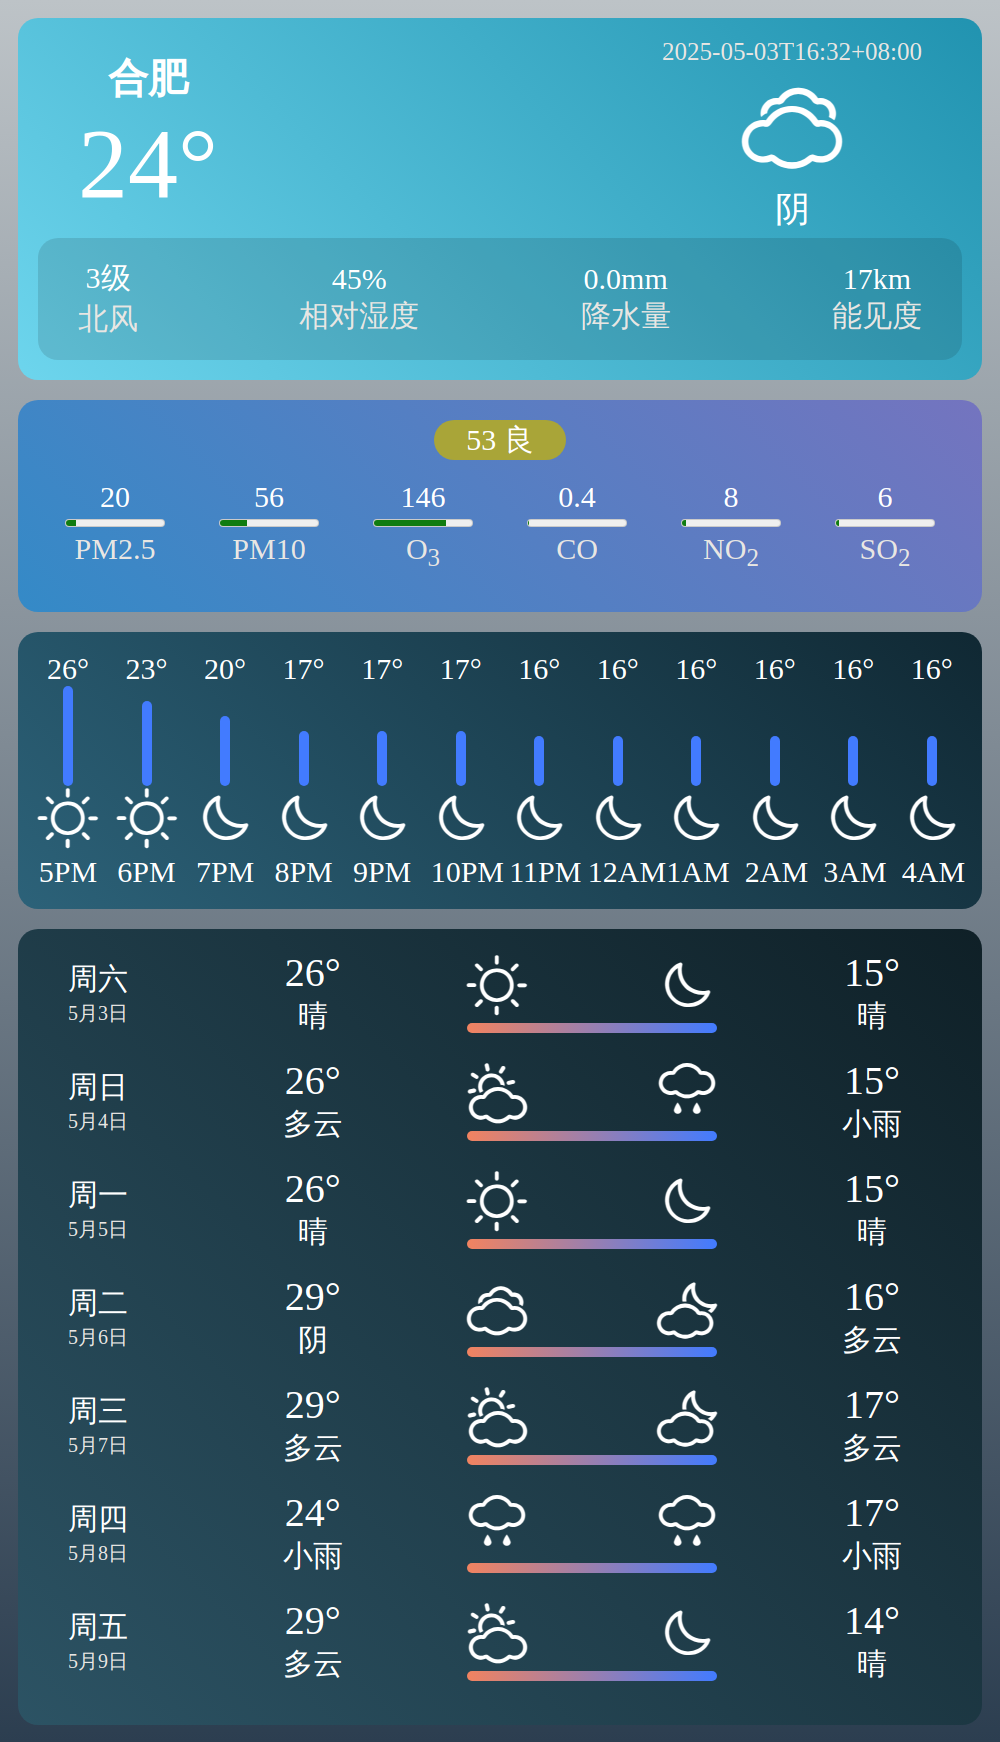 合肥
24°
2025-05-03T16:32+08:00
阴
3级 45% 0.0mm 17km
北风 相对湿度 降水量 能见度
53 良
20 56 146 0.4 8 6
PM2.5 PM10 O3 CO NO2 SO2
26° 23° 20° 17° 17° 17° 16° 16° 16° 16° 16° 16°
5PM 6PM 7PM 8PM 9PM 10PM 11PM 12AM 1AM 2AM 3AM 4AM
周六 26° 15°
5月3日 晴 晴
周日 26° 15°
5月4日 多云 小雨
周一 26° 15°
5月5日 晴 晴
周二 29° 16°
5月6日 阴 多云
周三 29° 17°
5月7日 多云 多云
周四 24° 17°
5月8日 小雨 小雨
周五 29° 14°
5月9日 多云 晴